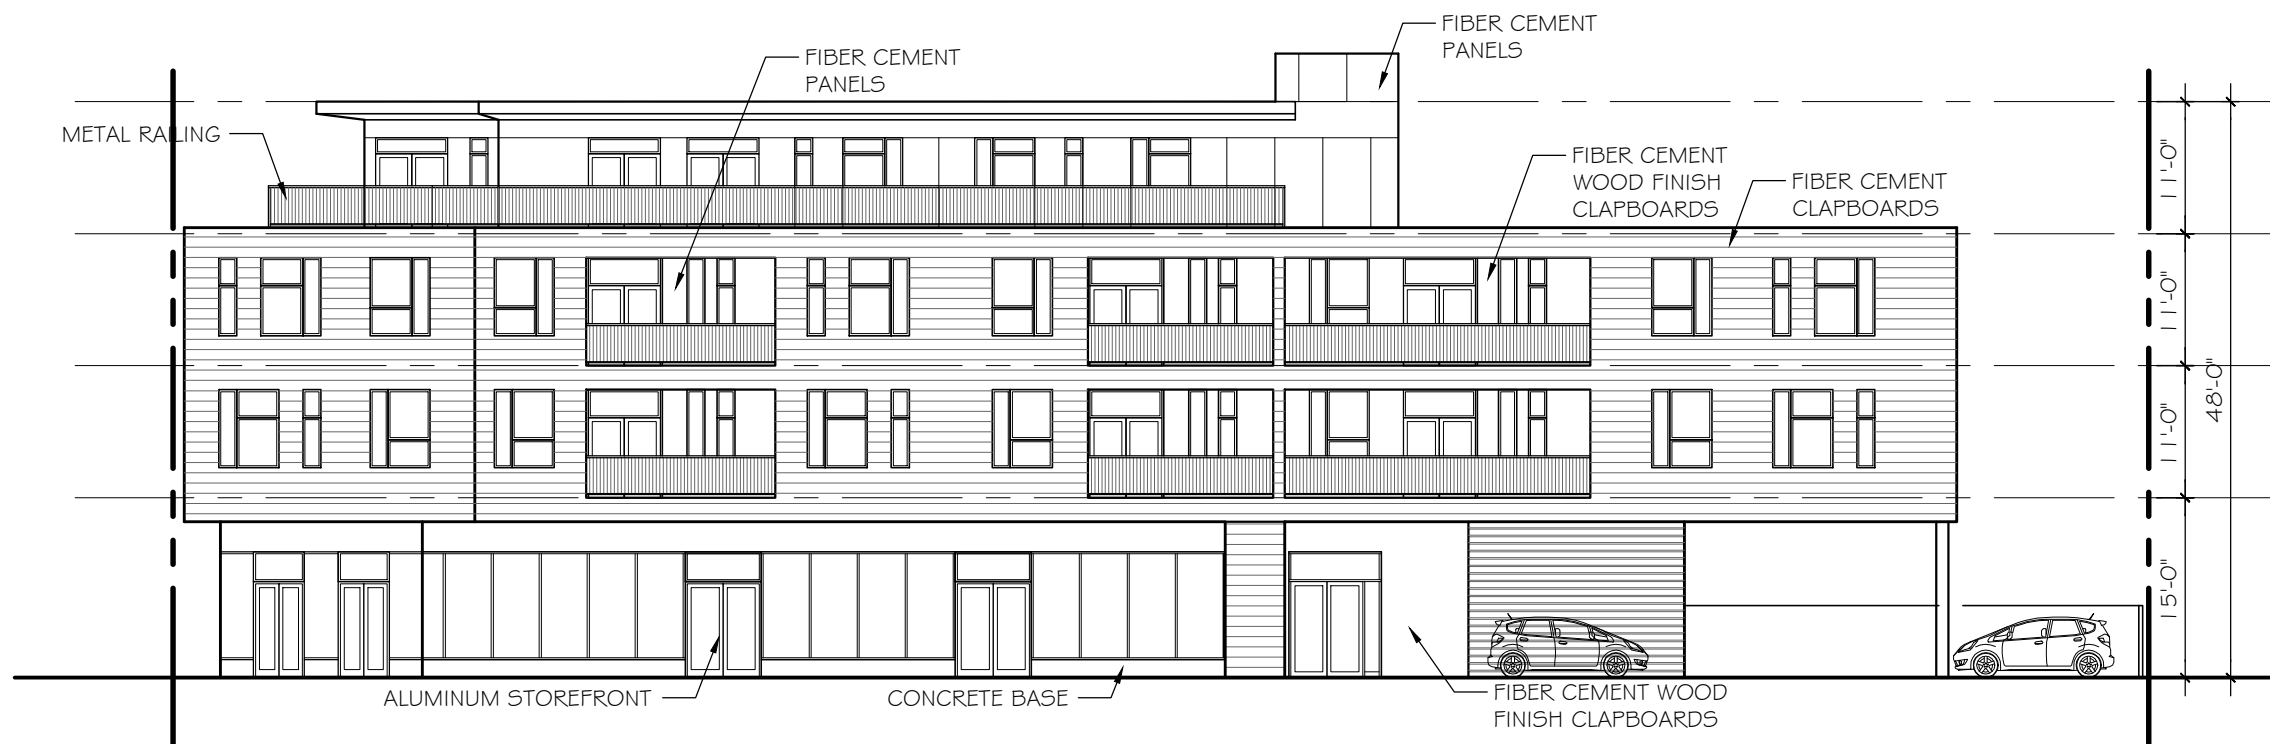 FIBER CEMENT
PANELS
FIBER CEMENT
PANELS
METAL RAILING
FIBER CEMENT
WOOD FINISH
CLAPBOARDS
FIBER CEMENT
CLAPBOARDS
11'-0"
11'-0"
11'-0"
48'-0"
15'-0"
ALUMINUM STOREFRONT
CONCRETE BASE
FIBER CEMENT WOOD
FINISH CLAPBOARDS